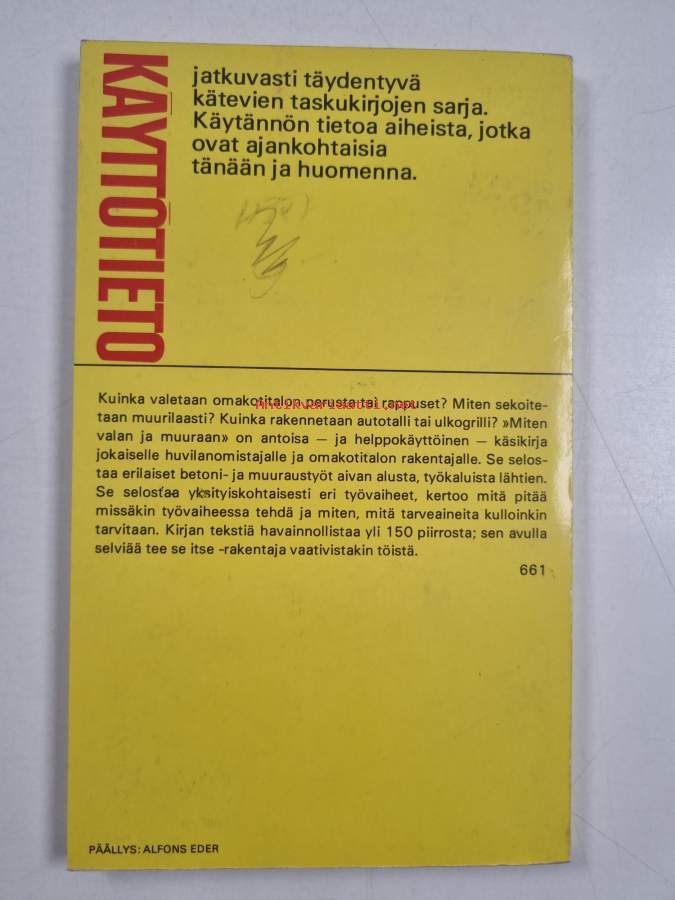 KÄYTTÖTIETO
jatkuvasti täydentyvä
kätevien taskukirjojen sarja.
Käytännön tietoa aiheista, jotka
ovat ajankohtaisia
tänään ja huomenna.
Kuinka valetaan omakotitalon perusta tai rappuset? Miten sekoite-
Antikvariaatti.net
taan muurilaasti? Kuinka rakennetaan autotalli tai ulkogrilli? »Miten
valan ja muuraan» on antoisa — ja helppokäyttöinen — käsikirja
jokaiselle huvilanomistajalle ja omakotitalon rakentajalle. Se selos-
taa erilaiset betoni- ja muuraustyöt aivan alusta, työkaluista lähtien.
Se selostaa yksityiskohtaisesti eri työvaiheet, kertoo mitä pitää
missäkin työvaiheessa tehdä ja miten, mitä tarveaineita kulloinkin
tarvitaan. Kirjan tekstiä havainnollistaa yli 150 piirrosta; sen avulla
selviää tee se itse -rakentaja vaativistakin töistä.
661
PÄÄLLYS: ALFONS EDER